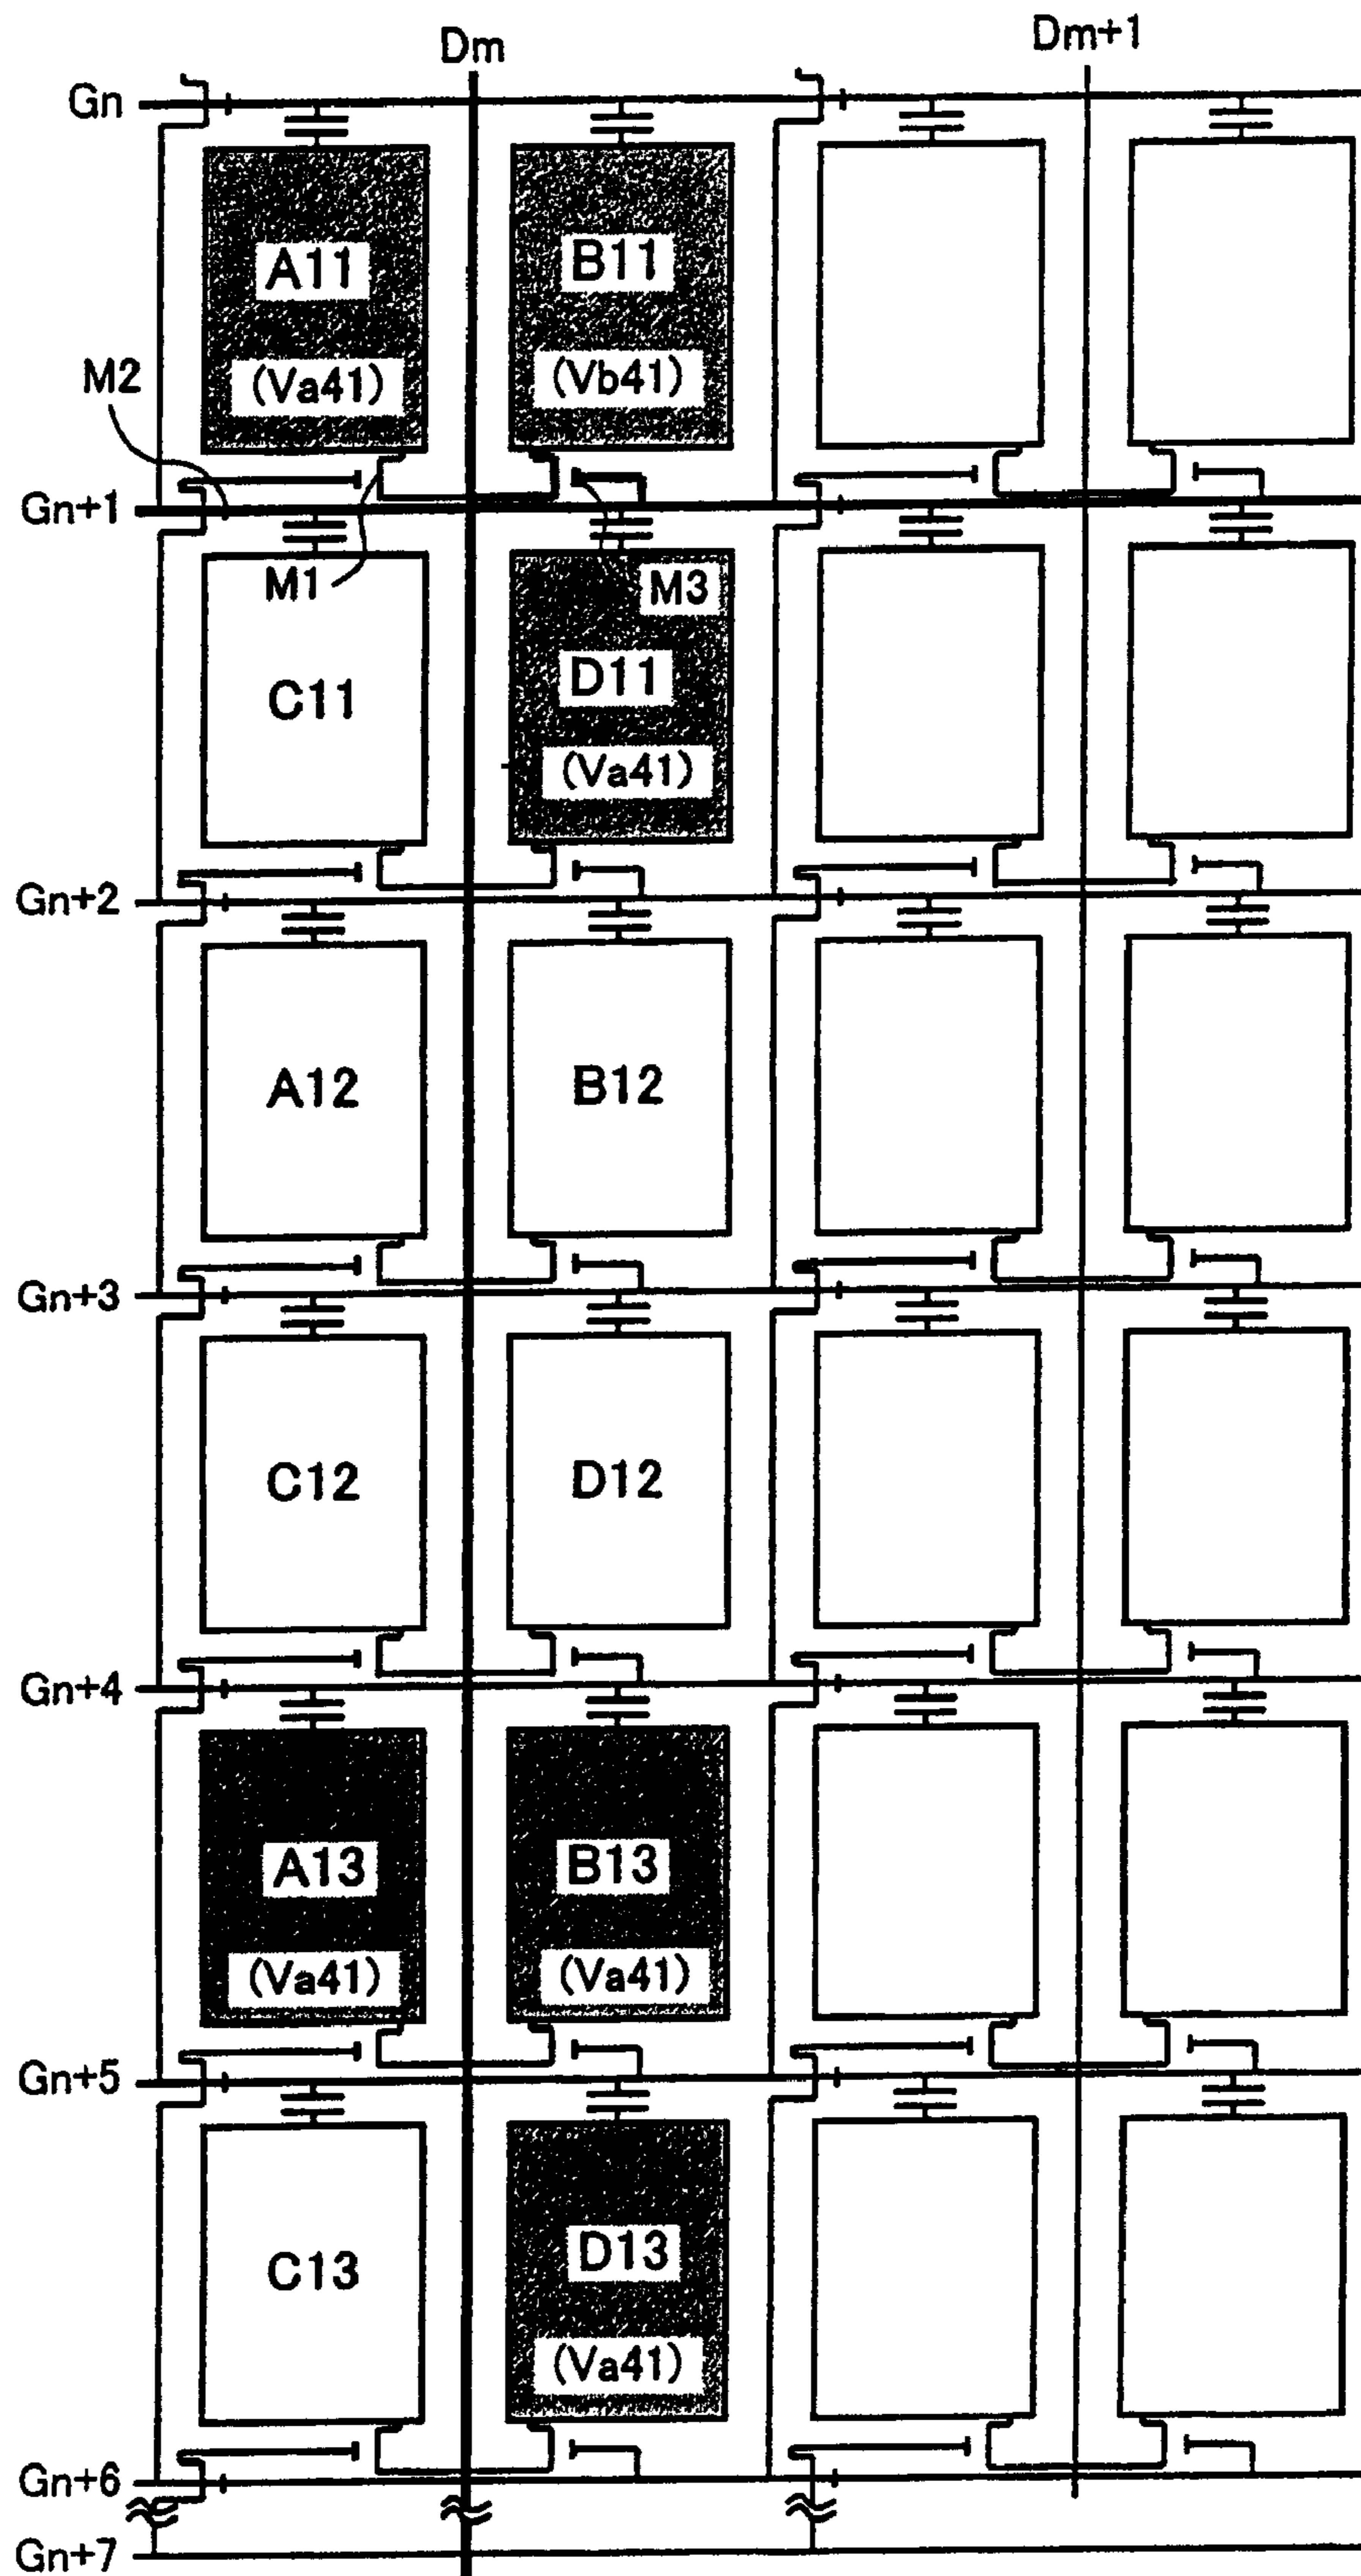 Dm
Dm+1
Gn
A11
B11
(Va41)
(Vb41)
M2
Gn+1
M1
M3
C11
D11
(Va41)
Gn+2
A12
B12
Gn+3
C12
D12
Gn+4
A13
B13
(Va41)
(Va41)
Gn+5
C13
D13
(Va41)
Gn+6
Gn+7